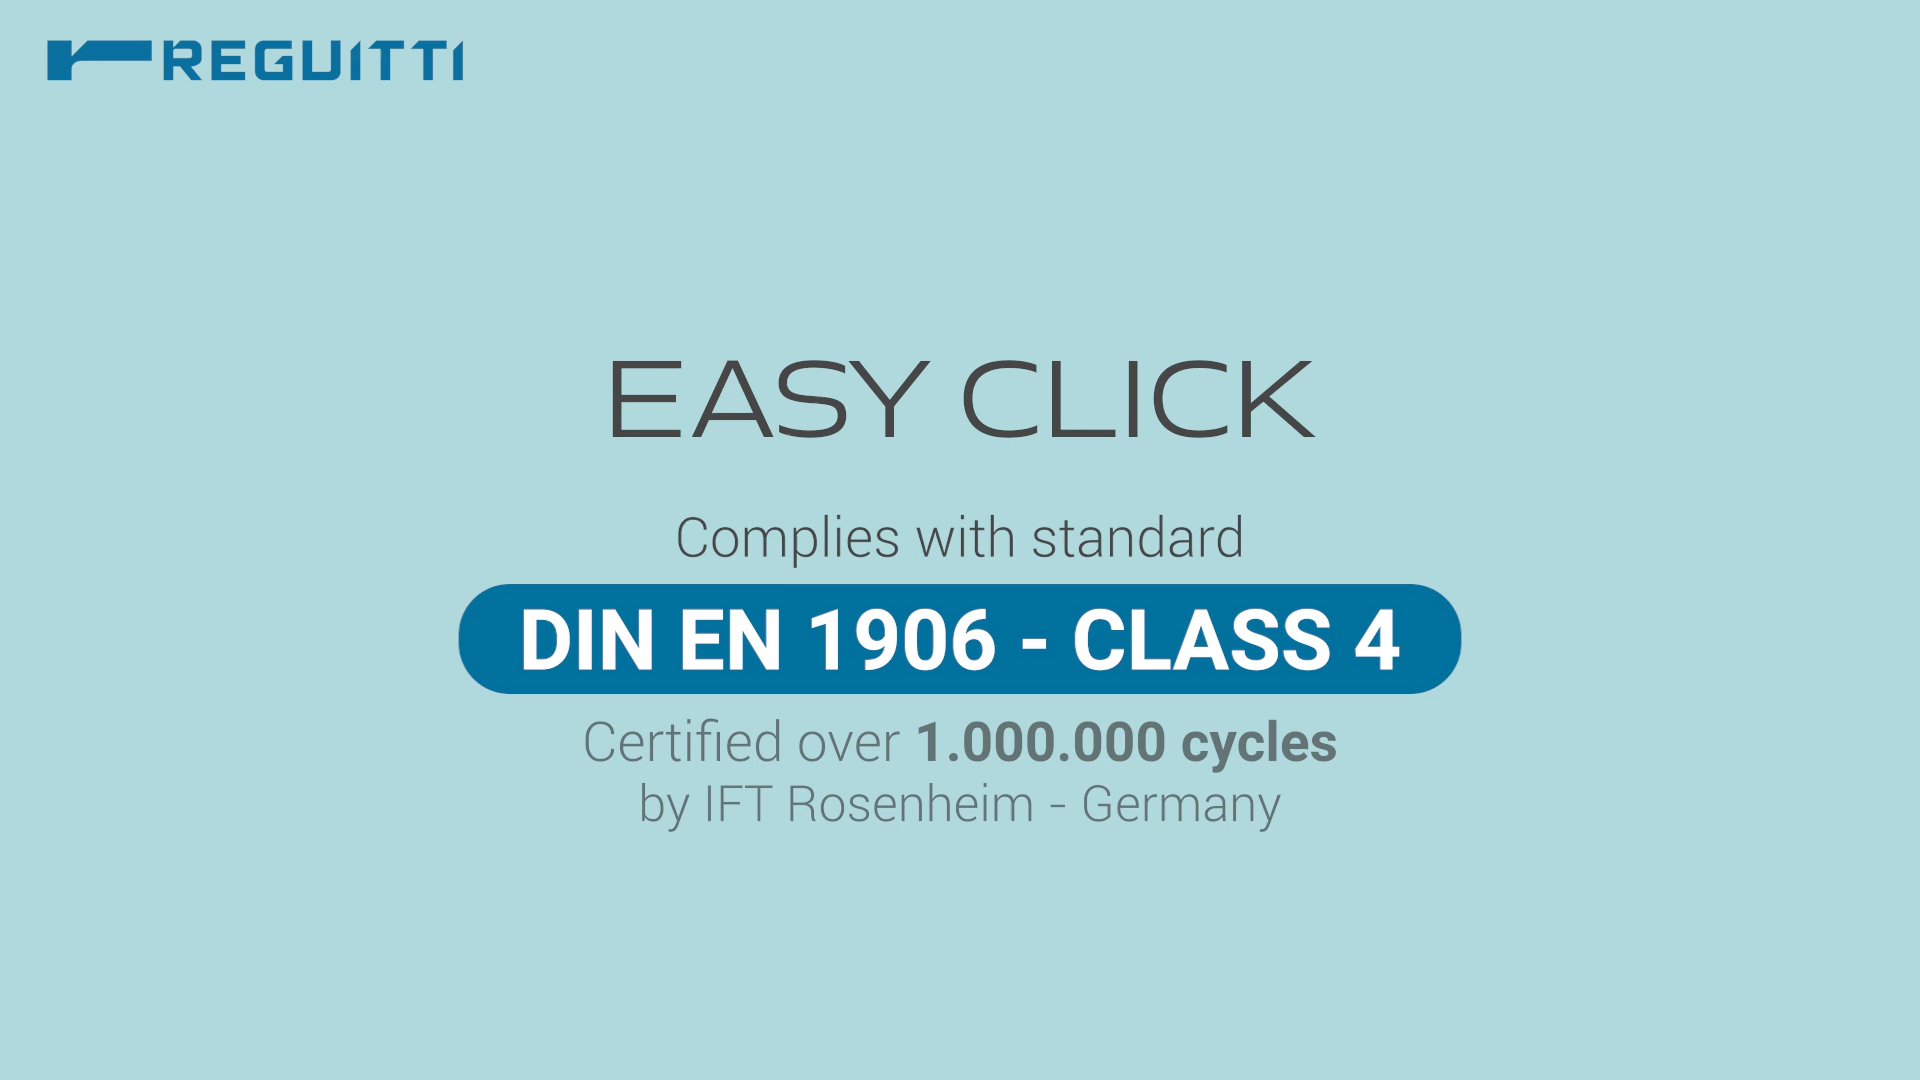 REGUITTI
EASY CLICK
Complies with standard
DIN EN 1906 - CLASS 4
Certified over 1.000.000 cycles
by IFT Rosenheim - Germany